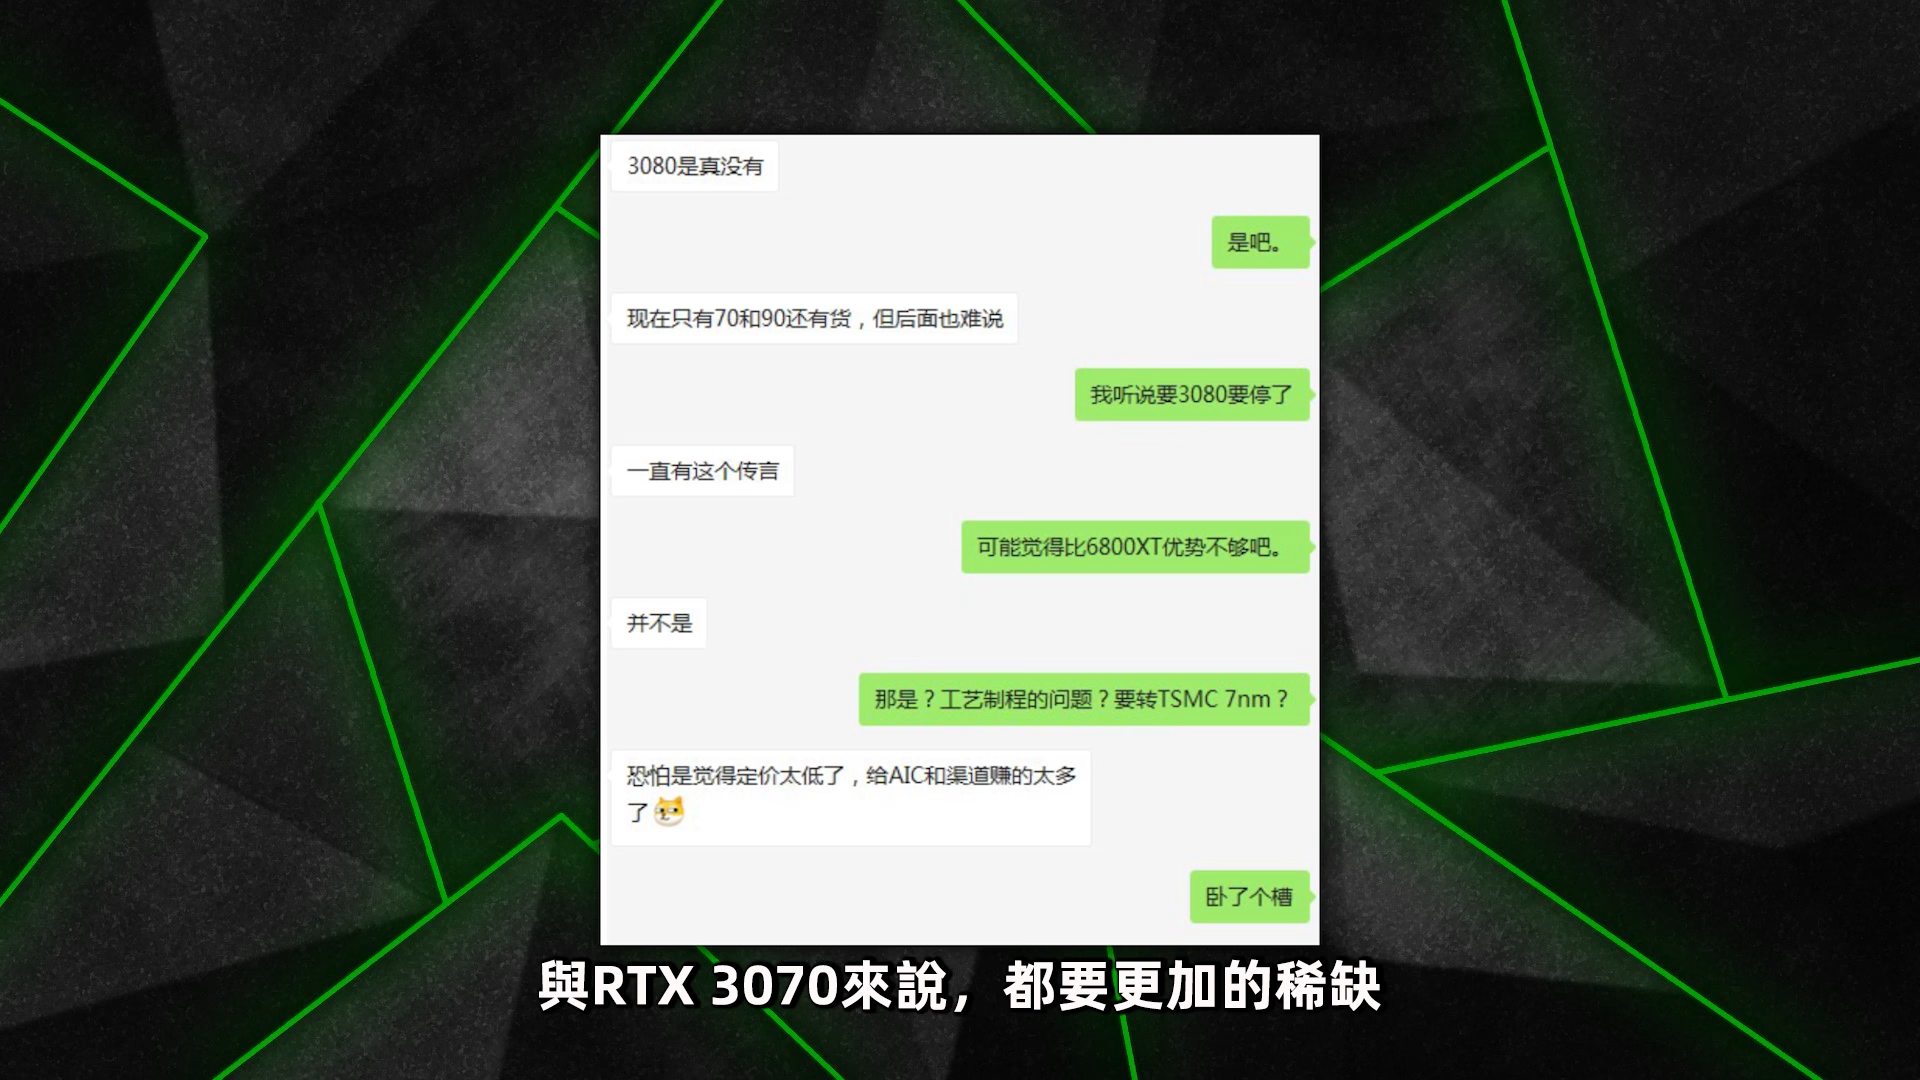 3080是真没有
是吧。
现在只有70和90还有货，但后面也难说
我听说要3080要停了
一直有这个传言
可能觉得比6800XT优势不够吧。
并不是
那是？工艺制程的问题？要转TSMC 7nm？
恐怕是觉得定价太低了，给AIC和渠道赚的太多
了
卧了个槽
與RTX 3070來說，都要更加的稀缺